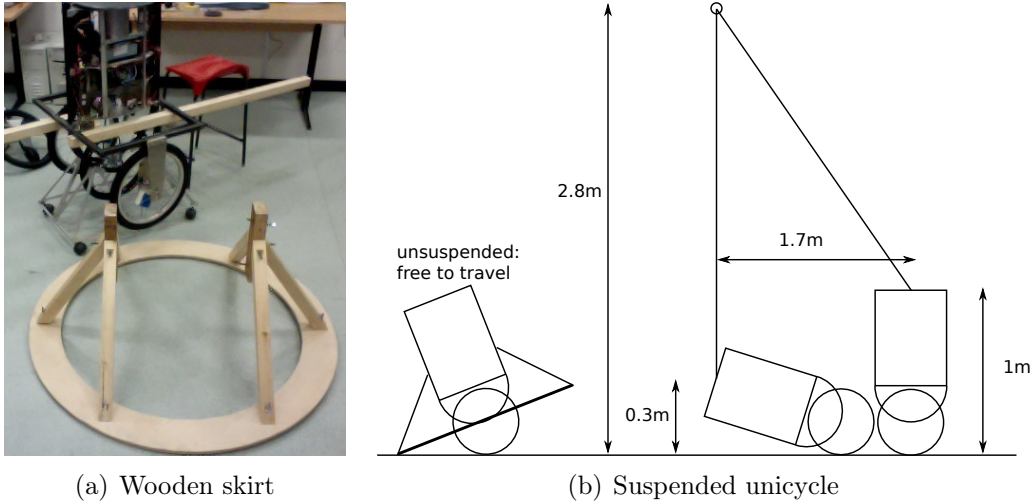 unsuspended:
free to travel
2.8m
1.7m
0.3m
1m
(a) Wooden skirt
(b) Suspended unicycle